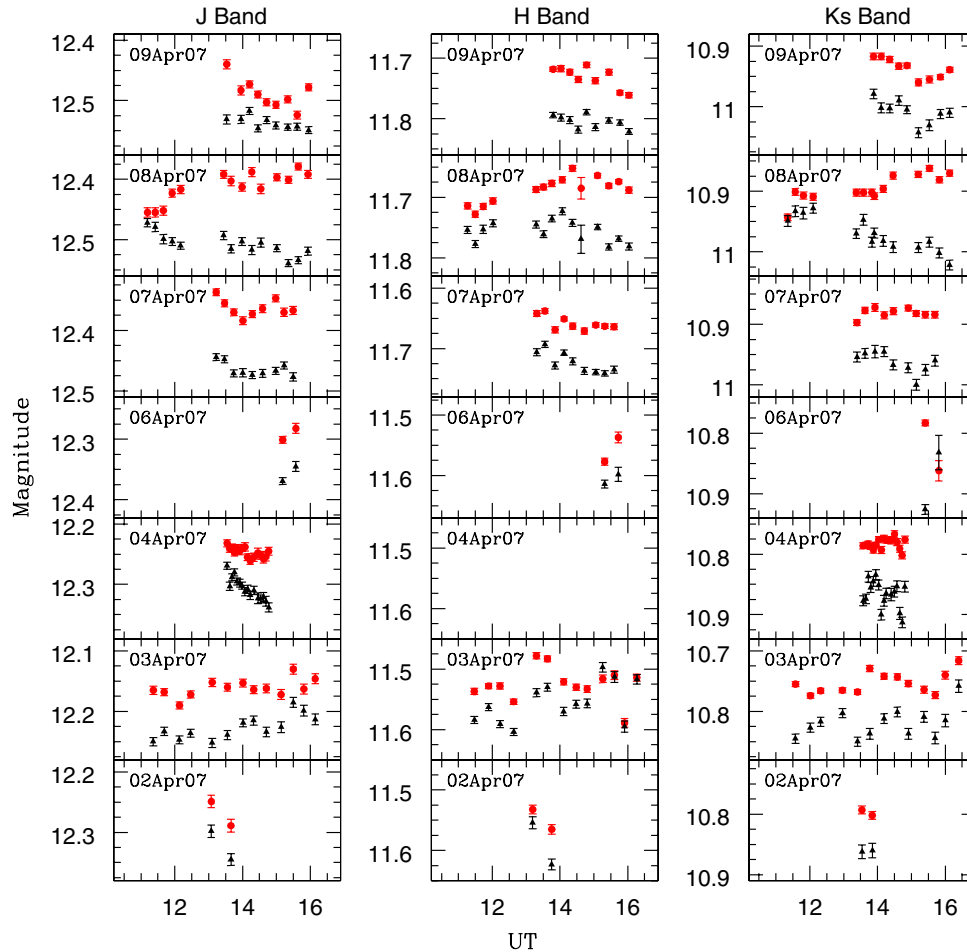 J Band H Band Ks Band
09Apr07 09Apr07 09Apr07
12.4 11.7 10.9
12.5 11.8 11
08Apr07 08Apr07 08Apr07
12.4 11.7 10.9
12.5 11.8 11
07Apr07 07Apr07 07Apr07
12.4 11.6 10.9
12.5 11.7 11
06Apr07 06Apr07 06Apr07
12.3 11.5 10.8
12.4 11.6 10.9
Magnitude
04Apr07 04Apr07 04Apr07
12.2 11.5 10.8
12.3 11.6 10.9
03Apr07 03Apr07 03Apr07
12.1 11.5 10.7
12.2 11.6 10.8
02Apr07 02Apr07 02Apr07
12.2 11.5 10.8
12.3 11.6 10.9
12 14 16 12 14 16 12 14 16
UT